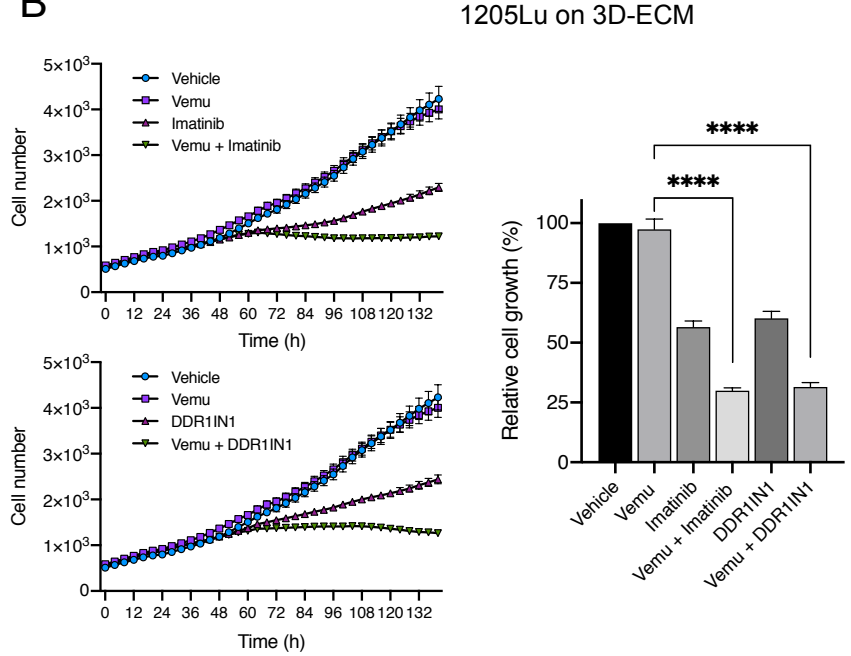 B
1205Lu on 3D-ECM
5×10³
4×10³
3×10³
2×10³
1×10³
0
Cell number
Vehicle
Vemu
Imatinib
Vemu + Imatinib
0 12 24 36 48 60 72 84 96 108 120 132
Time (h)
5×10³
4×10³
3×10³
2×10³
1×10³
0
Cell number
Vehicle
Vemu
DDR1IN1
Vemu + DDR1IN1
0 12 24 36 48 60 72 84 96 108 120 132
Time (h)
****
****
100
75
50
25
0
Relative cell growth (%)
Vehicle
Vemu
Imatinib
Vemu + Imatinib
DDR1IN1
Vemu + DDR1IN1